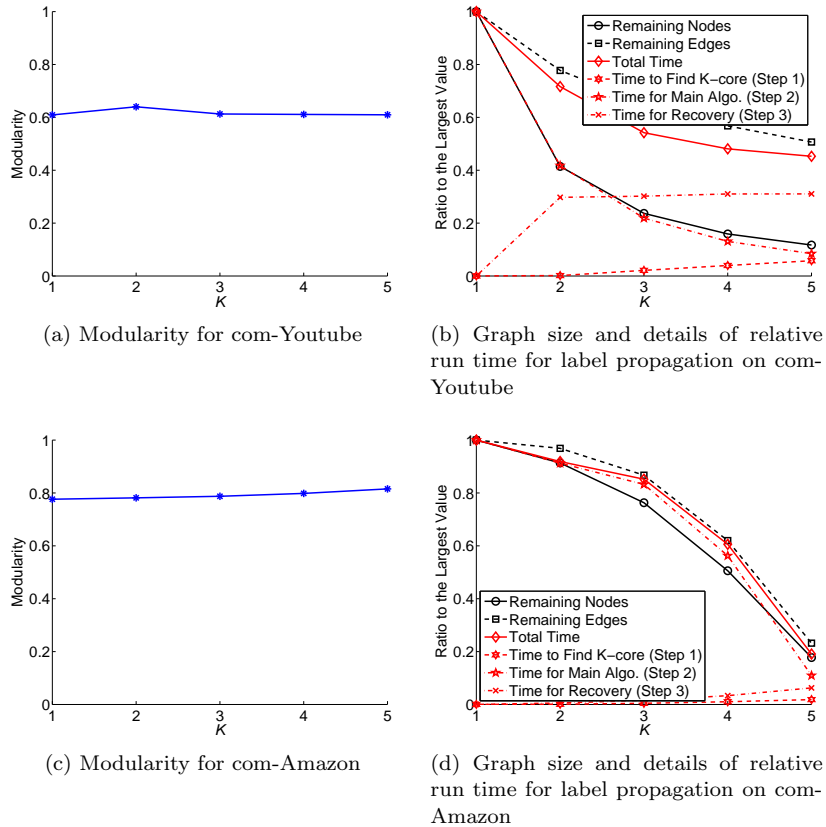 1
0.8
0.6
0.4
0.2
0
1
2
3
4
5
K
Modularity
(a) Modularity for com-Youtube
1
0.8
0.6
0.4
0.2
0
1
2
3
4
5
K
Ratio to the Largest Value
Remaining Nodes
Remaining Edges
Total Time
Time to Find K−core (Step 1)
Time for Main Algo. (Step 2)
Time for Recovery (Step 3)
(b) Graph size and details of relative
run time for label propagation on com-
Youtube
1
0.8
0.6
0.4
0.2
0
1
2
3
4
5
K
Modularity
(c) Modularity for com-Amazon
1
0.8
0.6
0.4
0.2
0
1
2
3
4
5
K
Ratio to the Largest Value
Remaining Nodes
Remaining Edges
Total Time
Time to Find K−core (Step 1)
Time for Main Algo. (Step 2)
Time for Recovery (Step 3)
(d) Graph size and details of relative
run time for label propagation on com-
Amazon